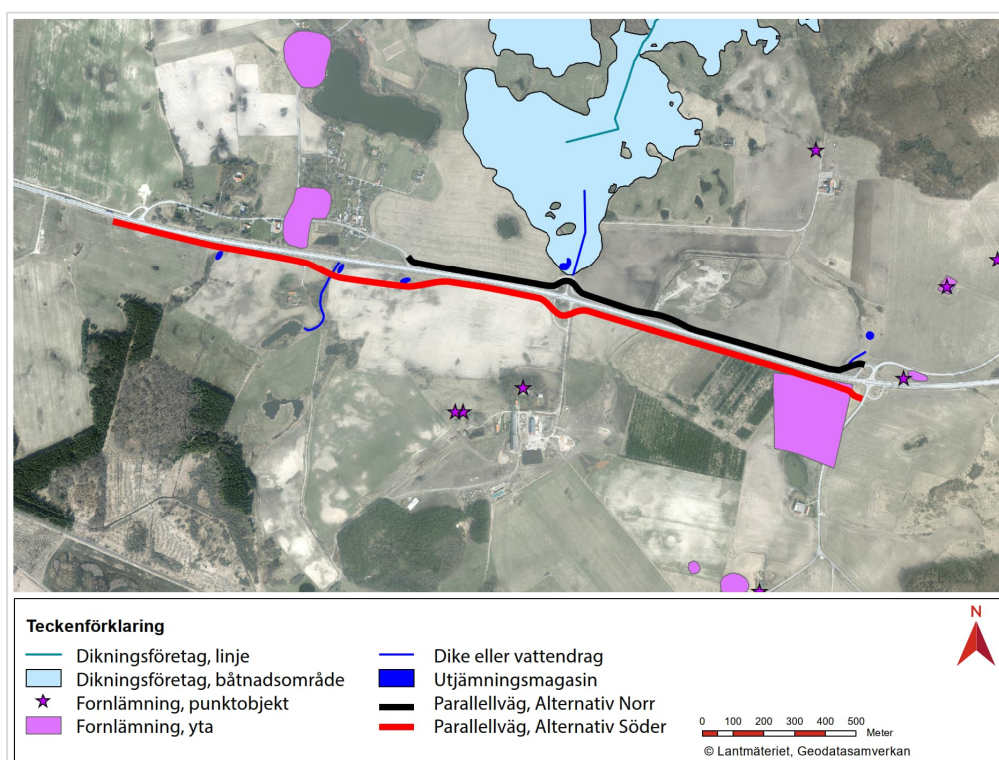 Teckenförklaring
Dikningsföretag, linje
Dikningsföretag, båtnadsområde
Fornlämning, punktobjekt
Fornlämning, yta
Dike eller vattendrag
Utjämningsmagasin
Parallellväg, Alternativ Norr
Parallellväg, Alternativ Söder
N
0 100 200 300 400 500
Meter
© Lantmäteriet, Geodatasamverkan